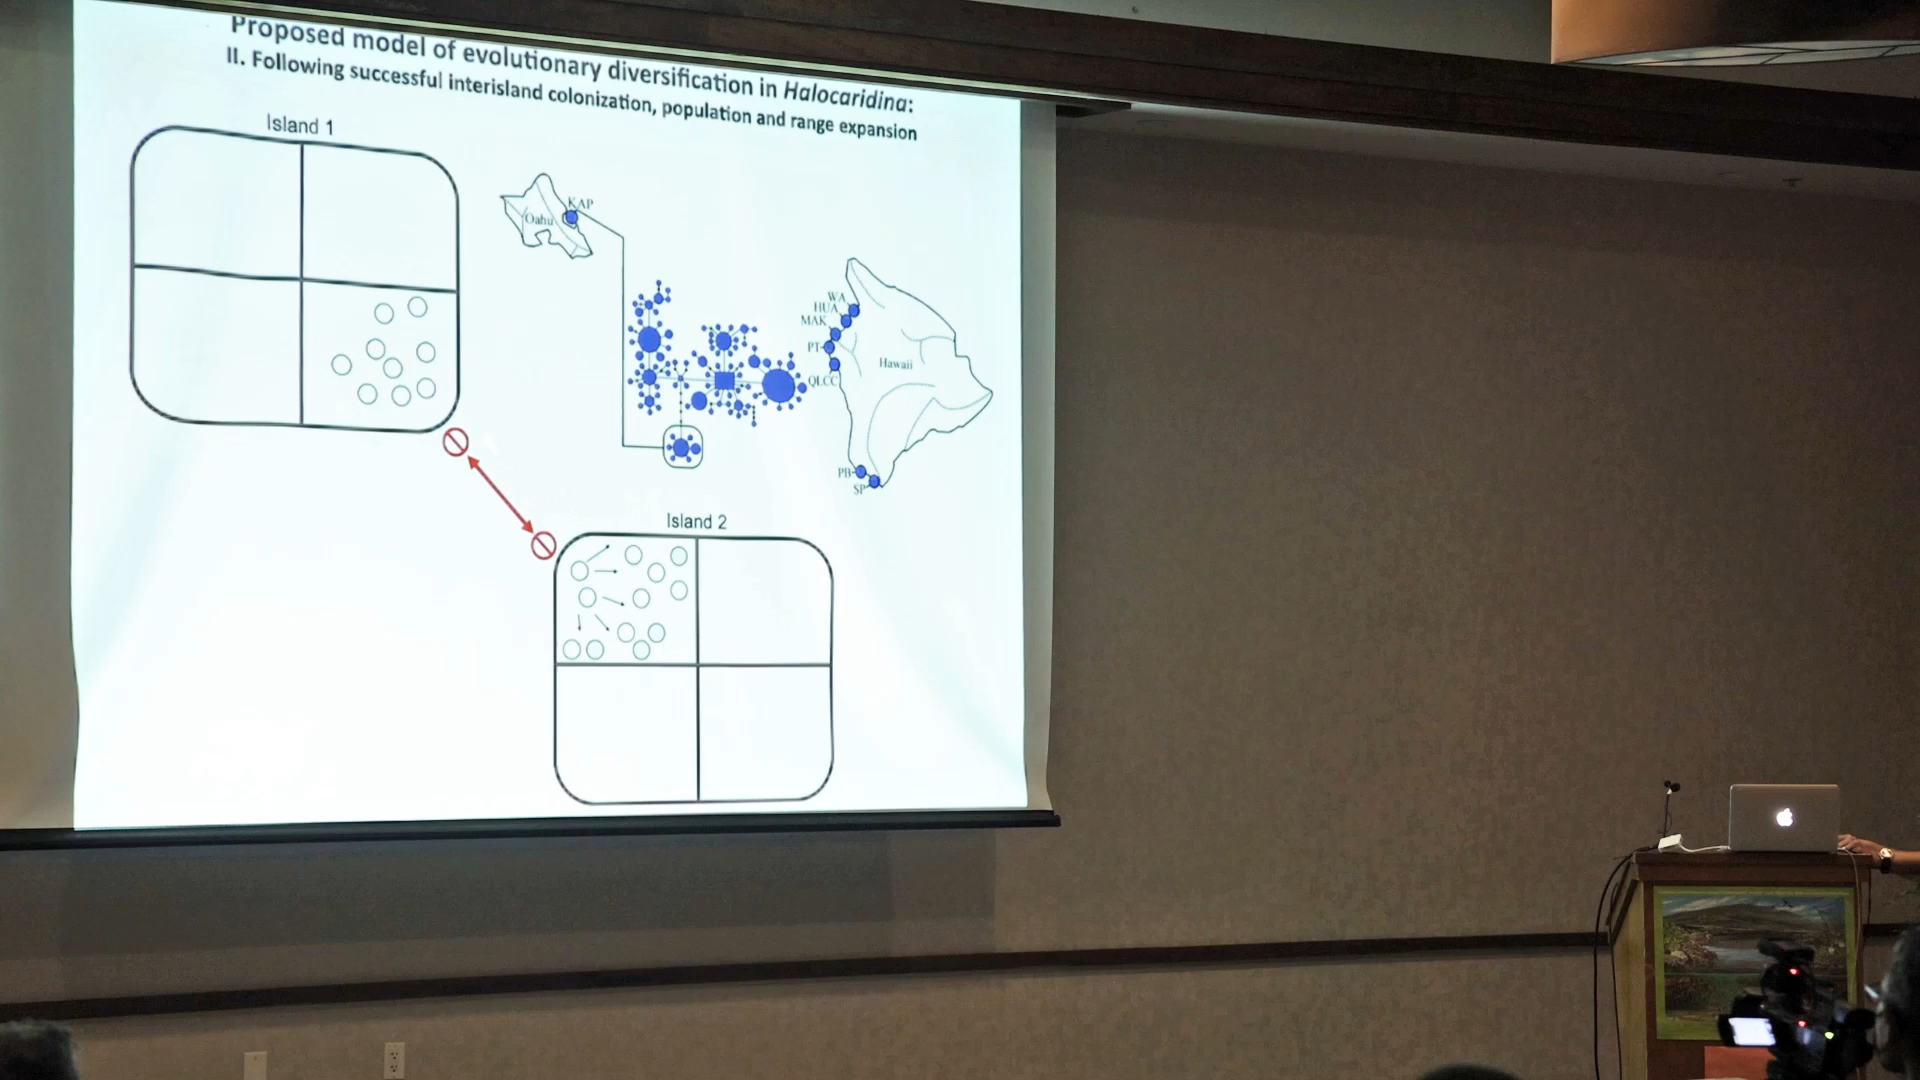 Proposed model of evolutionary diversification in Halocaridina:
II. Following successful interisland colonization, population and range expansion
Island 1
KAP
Oahu
WA
HUA
MAK
PT
Hawaii
QLCC
PB
SP
Island 2